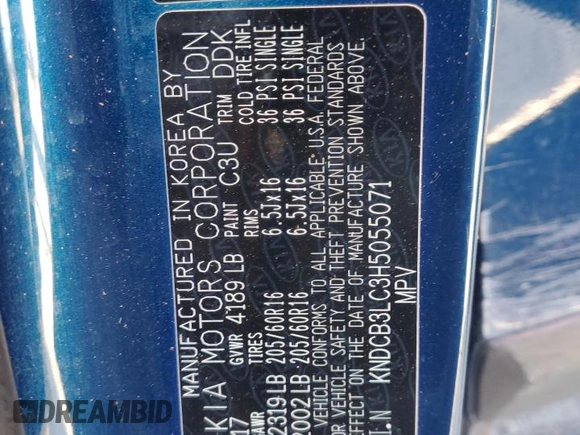 MANUFACTURED IN KOREA BY
KIA MOTORS CORPORATION
17 GVWR 4189 LB PAINT C3U TRIM DDK
GAWR TIRES RIMS COLD TIRE INFL
2319 LB 205/60R16 6.5Jx16 36 PSI SINGLE
2002 LB 205/60R16 6.5Jx16 36 PSI SINGLE
VEHICLE CONFORMS TO ALL APPLICABLE U.S.A. FEDERAL
VEHICLE SAFETY AND THEFT PREVENTION STANDARDS
EFFECT ON THE DATE OF MANUFACTURE SHOWN ABOVE.
I.N KNDCB3LC3H5055071
MPV
DREAMBID